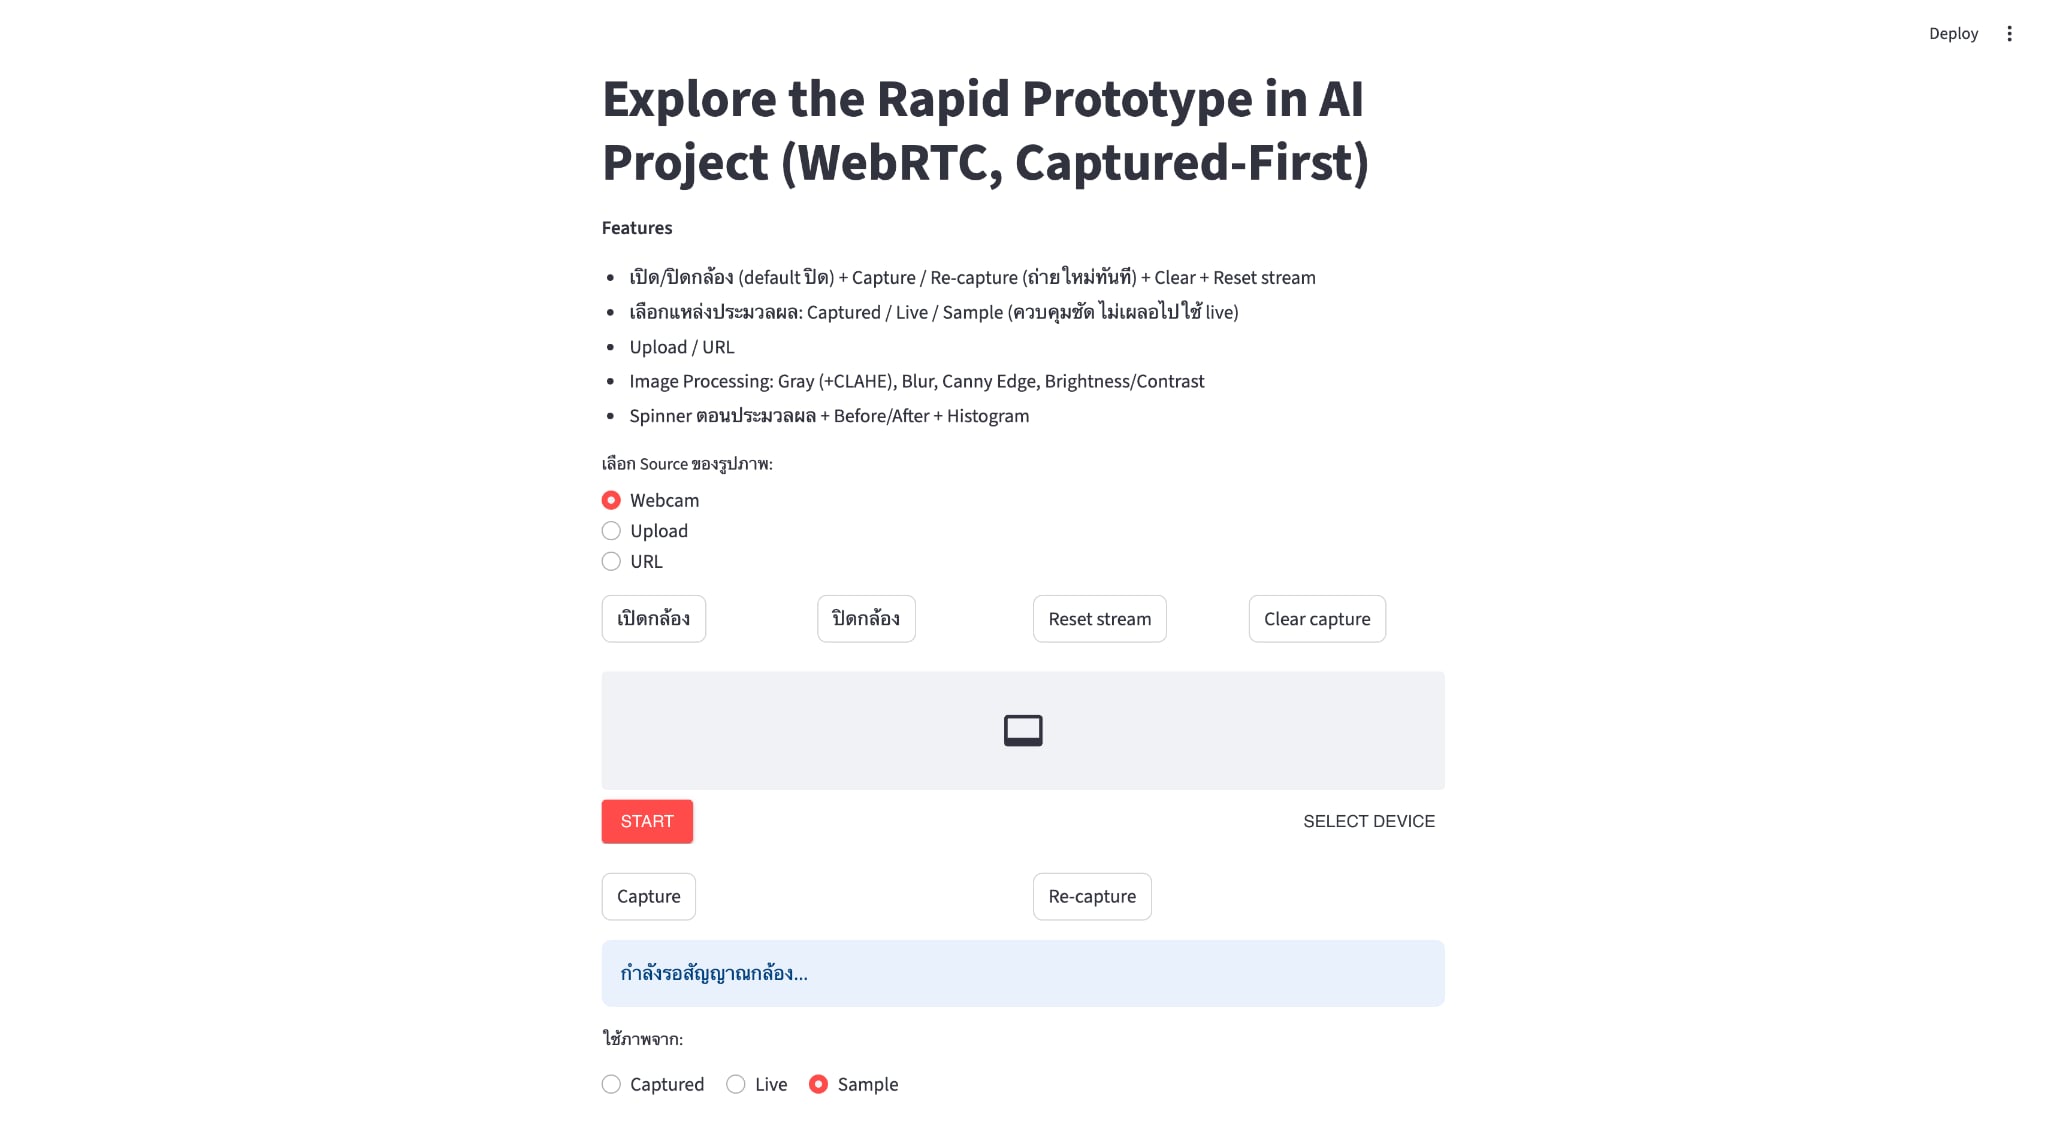 Deploy
Explore the Rapid Prototype in AI
Project (WebRTC, Captured-First)
Features
เปิด/ปิดกล้อง (default ปิด) + Capture / Re-capture (ถ่ายใหม่ทันที) + Clear + Reset stream
เลือกแหล่งประมวลผล: Captured / Live / Sample (ควบคุมชัด ไม่เผลอไปใช้ live)
Upload / URL
Image Processing: Gray (+CLAHE), Blur, Canny Edge, Brightness/Contrast
Spinner ตอนประมวลผล + Before/After + Histogram
เลือก Source ของรูปภาพ:
Webcam
Upload
URL
เปิดกล้อง ปิดกล้อง Reset stream Clear capture
START SELECT DEVICE
Capture Re-capture
กำลังรอสัญญาณกล้อง...
ใช้ภาพจาก:
Captured Live Sample